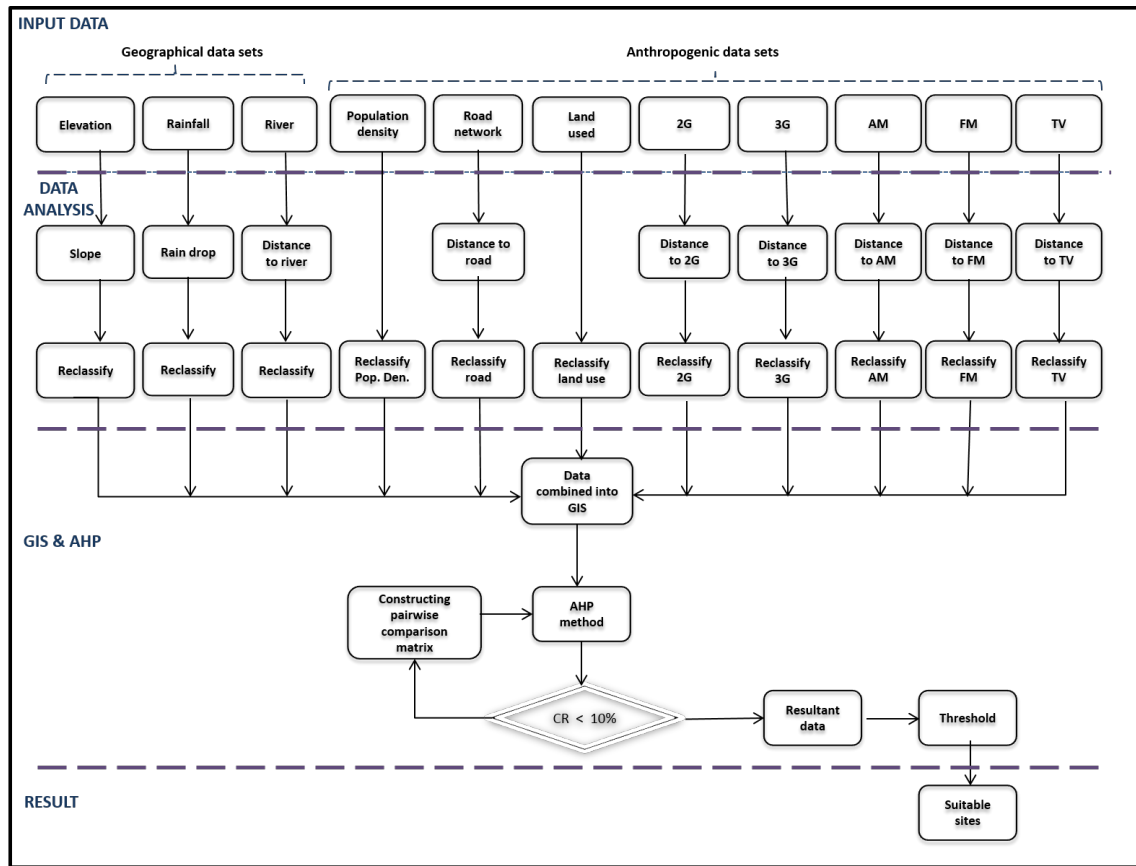 INPUT DATA
Geographical data sets
Anthropogenic data sets
Elevation
Rainfall
River
Population
density
Road
network
Land
used
2G
3G
AM
FM
TV
DATA
ANALYSIS
Slope
Rain drop
Distance
to river
Distance to
road
Distance
to 2G
Distance
to 3G
Distance
to AM
Distance
to FM
Distance
to TV
Reclassify
Reclassify
Reclassify
Reclassify
Pop. Den.
Reclassify
road
Reclassify
land use
Reclassify
2G
Reclassify
3G
Reclassify
AM
Reclassify
FM
Reclassify
TV
Data
combined into
GIS
GIS & AHP
Constructing
pairwise
comparison
matrix
AHP
method
CR < 10%
Resultant
data
Threshold
RESULT
Suitable
sites